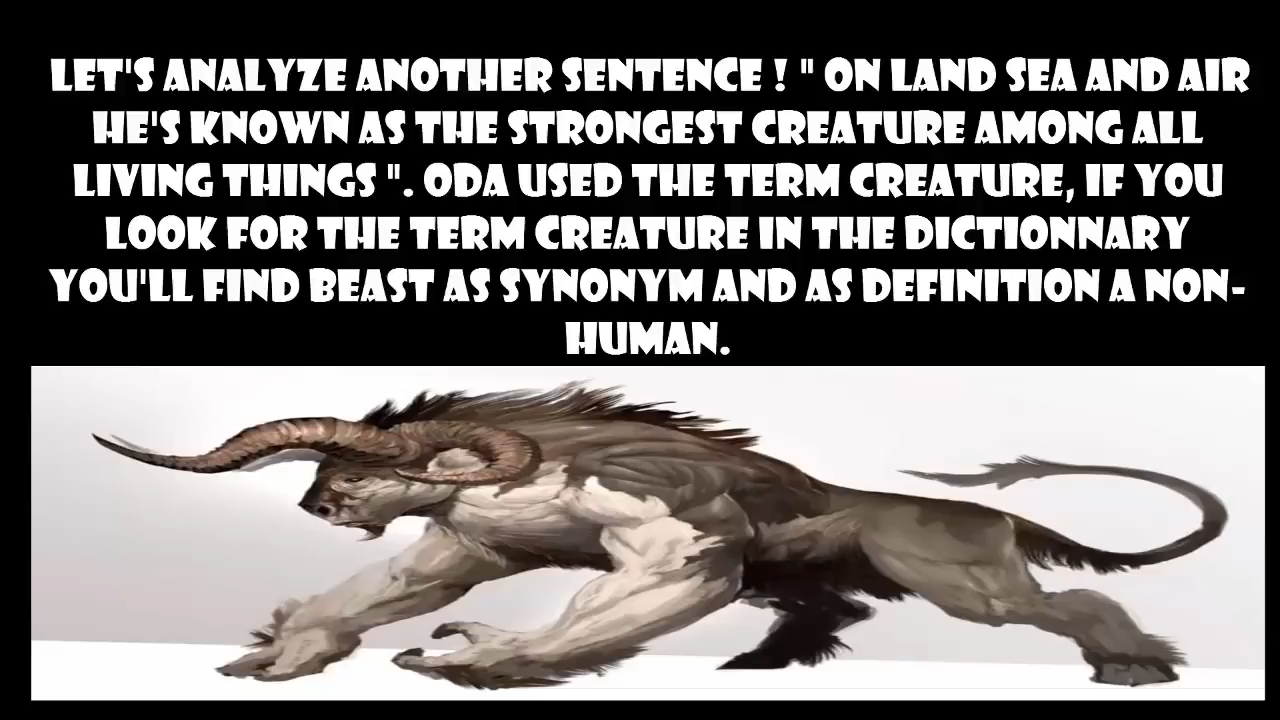 LET'S ANALYZE ANOTHER SENTENCE ! " ON LAND SEA AND AIR
HE'S KNOWN AS THE STRONGEST CREATURE AMONG ALL
LIVING THINGS ". ODA USED THE TERM CREATURE, IF YOU
LOOK FOR THE TERM CREATURE IN THE DICTIONNARY
YOU'LL FIND BEAST AS SYNONYM AND AS DEFINITION A NON-
HUMAN.